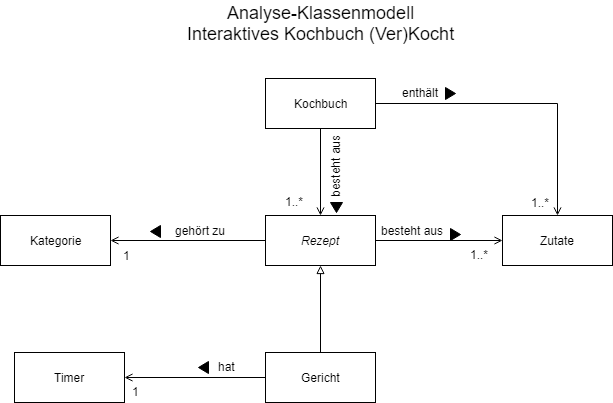 Analyse-Klassenmodell
Interaktives Kochbuch (Ver)Kocht
Kochbuch
enthält
besteht aus
1..*
1..*
Kategorie
gehört zu
1
Rezept
besteht aus
1..*
Zutate
Timer
hat
1
Gericht